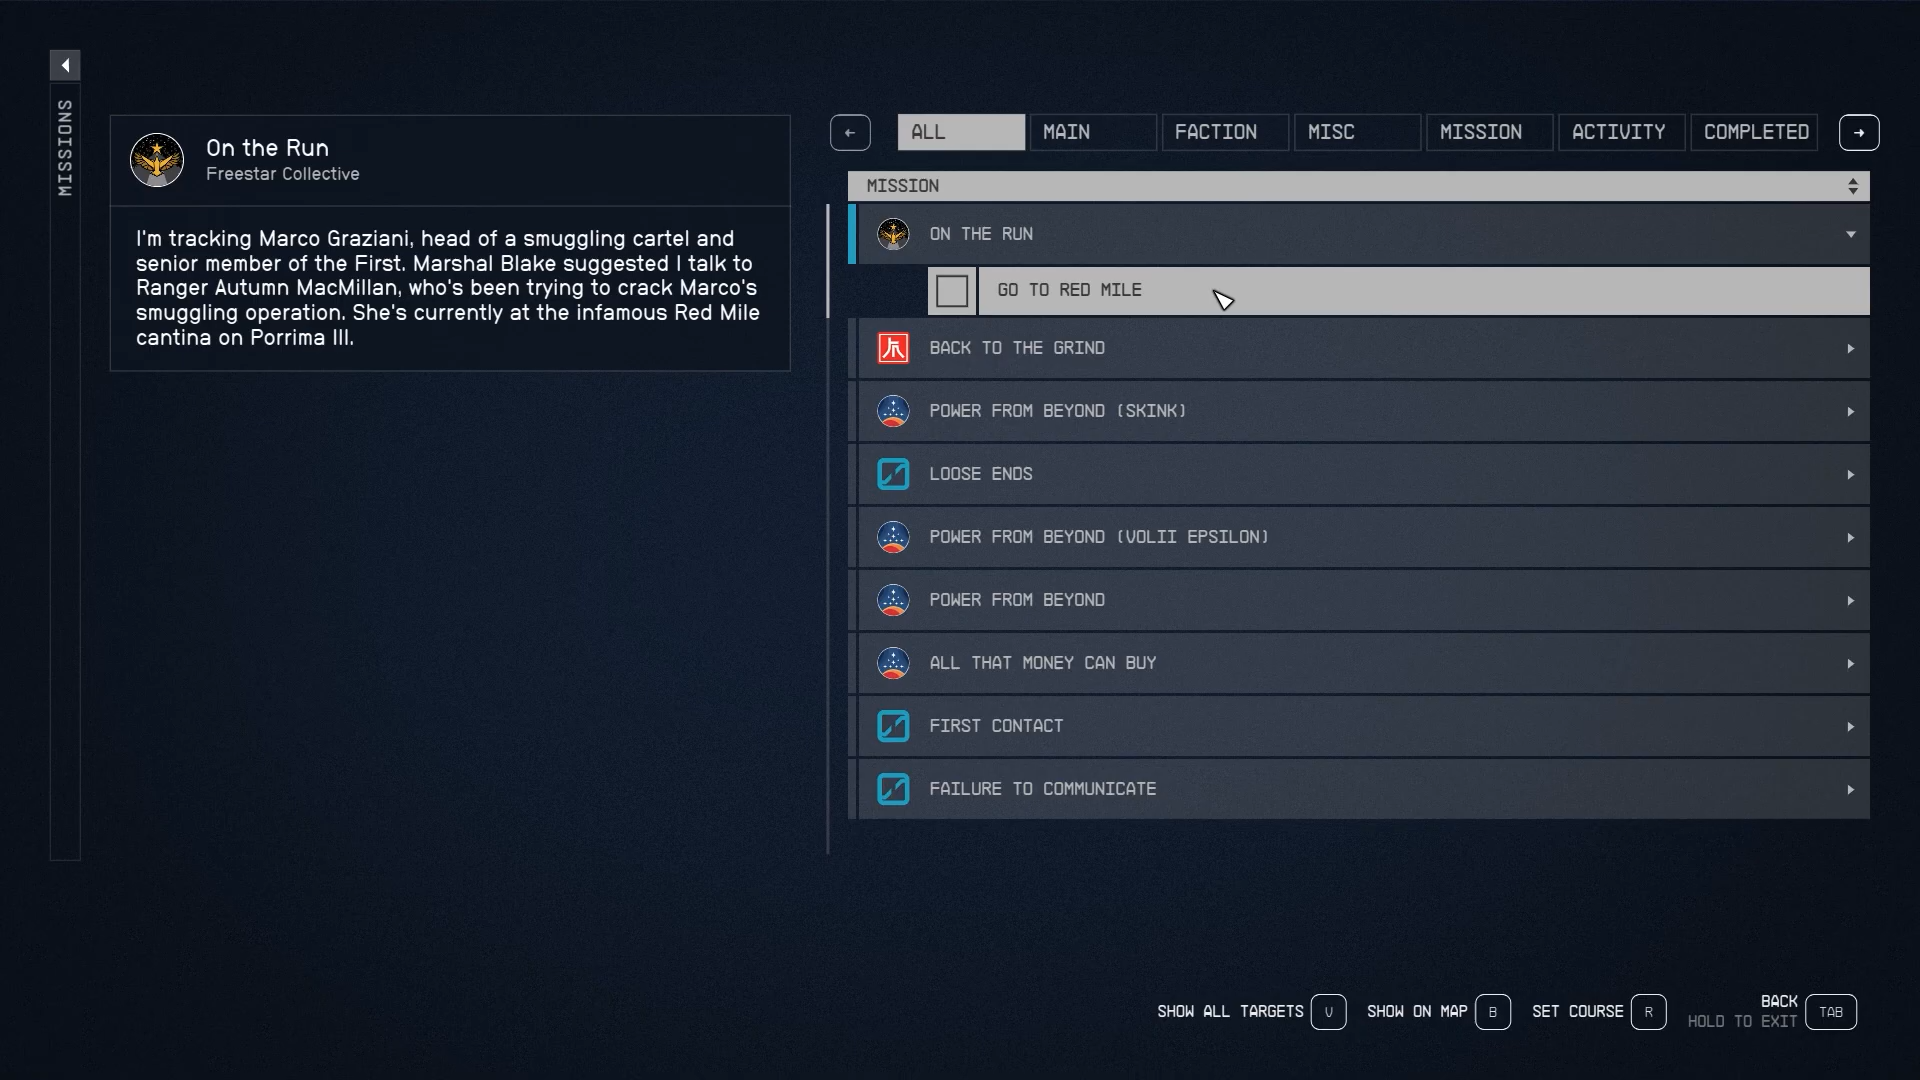 MISSIONS
On the Run
Freestar Collective
I'm tracking Marco Graziani, head of a smuggling cartel and
senior member of the First. Marshal Blake suggested I talk to
Ranger Autumn MacMillan, who's been trying to crack Marco's
smuggling operation. She's currently at the infamous Red Mile
cantina on Porrima III.
ALL
MAIN
FACTION
MISC
MISSION
ACTIVITY
COMPLETED
MISSION
ON THE RUN
GO TO RED MILE
BACK TO THE GRIND
POWER FROM BEYOND (SKINK)
LOOSE ENDS
POWER FROM BEYOND (VOLII EPSILON)
POWER FROM BEYOND
ALL THAT MONEY CAN BUY
FIRST CONTACT
FAILURE TO COMMUNICATE
SHOW ALL TARGETS V
SHOW ON MAP B
SET COURSE R
BACK
HOLD TO EXIT
TAB